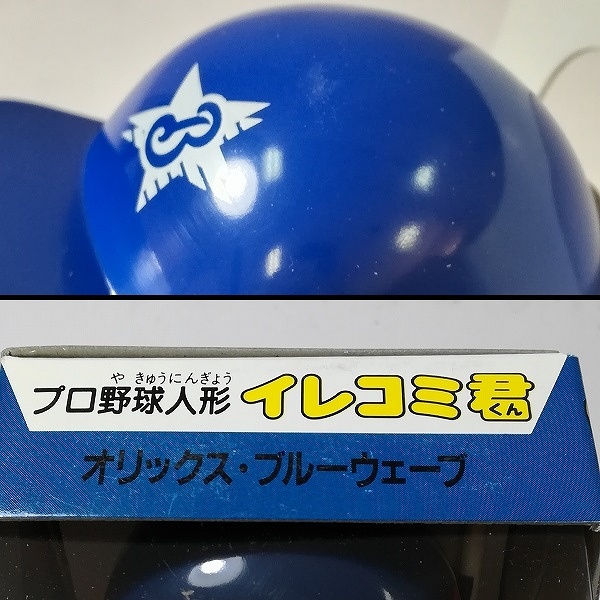 や きゅうにんぎょう
プロ野球人形 イレコミ君
くん
オリックス・ブルーウェーブ